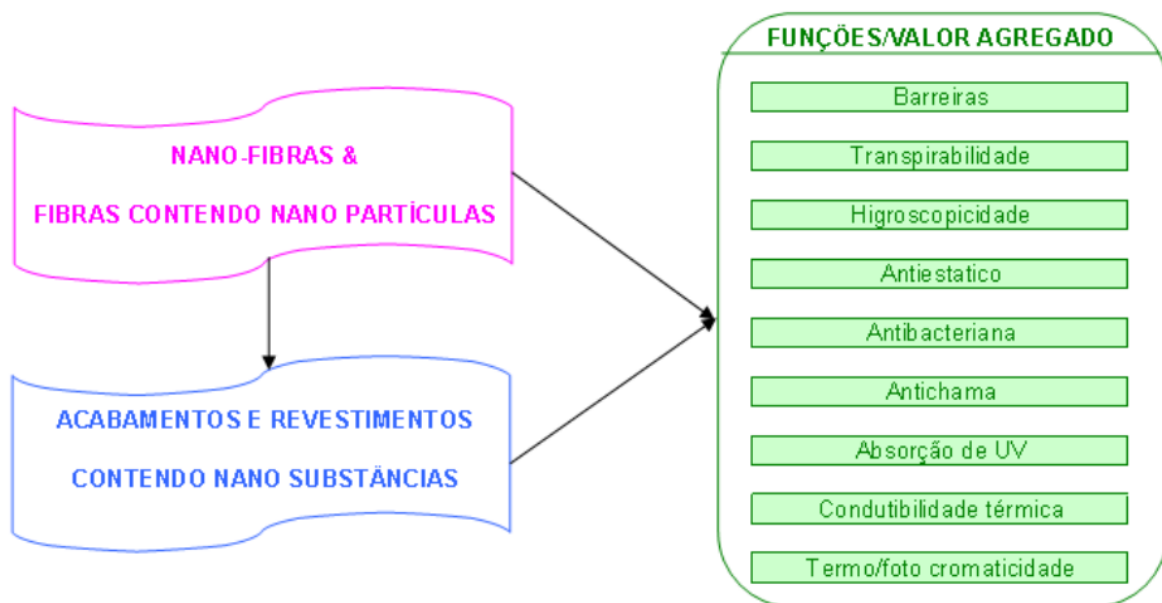 NANO-FIBRAS &
FIBRAS CONTENDO NANO PARTÍCULAS
ACABAMENTOS E REVESTIMENTOS
CONTENDO NANO SUBSTÂNCIAS
FUNÇÕES/VALOR AGREGADO
Barreiras
Transpirabilidade
Higroscopicidade
Antiestatico
Antibacteriana
Antichama
Absorção de UV
Condutibilidade térmica
Termo/foto cromaticidade